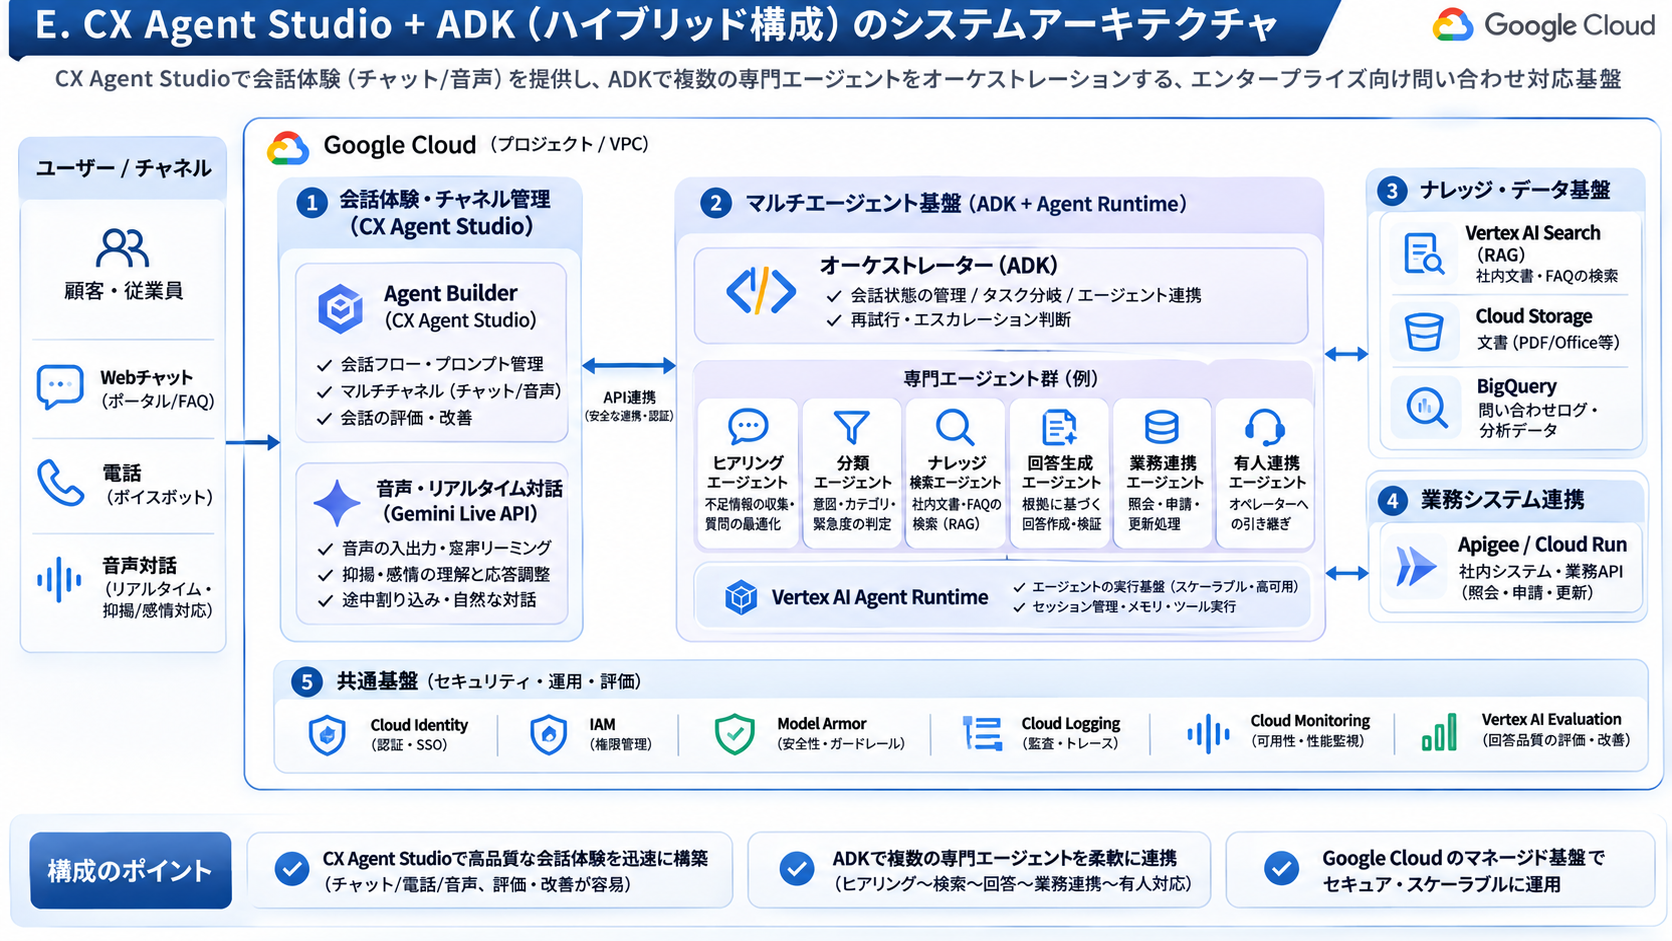 E. CX Agent Studio + ADK（ハイブリッド構成）のシステムアーキテクチャ
Google Cloud
CX Agent Studioで会話体験（チャット/音声）を提供し、ADKで複数の専門エージェントをオーケストレーションする、エンタープライズ向け問い合わせ対応基盤
ユーザー / チャネル
顧客・従業員
Webチャット
（ポータル/FAQ）
電話
（ボイスボット）
音声対話
（リアルタイム・
抑揚/感情対応）
Google Cloud（プロジェクト / VPC）
1 会話体験・チャネル管理
（CX Agent Studio）
Agent Builder
（CX Agent Studio）
✓ 会話フロー・プロンプト管理
✓ マルチチャネル（チャット/音声）
✓ 会話の評価・改善
音声・リアルタイム対話
（Gemini Live API）
✓ 音声の入出力・リーミング
✓ 抑揚・感情の理解と応答調整
✓ 途中割り込み・自然な対話
API連携
（安全な連携・認証）
2 マルチエージェント基盤（ADK + Agent Runtime）
オーケストレーター（ADK）
✓ 会話状態の管理 / タスク分岐 / エージェント連携
✓ 再試行・エスカレーション判断
専門エージェント群（例）
ヒアリング
エージェント
不足情報の収集・
質問の最適化
分類
エージェント
意図・カテゴリ・
緊急度の判定
ナレッジ
検索エージェント
社内文書・FAQの
検索（RAG）
回答生成
エージェント
根拠に基づく
回答作成・検証
業務連携
エージェント
照会・申請・
更新処理
有人連携
エージェント
オペレーターへ
の引き継ぎ
Vertex AI Agent Runtime
✓ エージェントの実行基盤（スケーラブル・高可用）
✓ セッション管理・メモリ・ツール実行
3 ナレッジ・データ基盤
Vertex AI Search
（RAG）
社内文書・FAQの検索
Cloud Storage
文書（PDF/Office等）
BigQuery
問い合わせログ・
分析データ
4 業務システム連携
Apigee / Cloud Run
社内システム・業務API
（照会・申請・更新）
5 共通基盤（セキュリティ・運用・評価）
Cloud Identity
（認証・SSO）
IAM
（権限管理）
Model Armor
（安全性・ガードレール）
Cloud Logging
（監査・トレース）
Cloud Monitoring
（可用性・性能監視）
Vertex AI Evaluation
（回答品質の評価・改善）
構成のポイント
CX Agent Studioで高品質な会話体験を迅速に構築
（チャット/電話/音声、評価・改善が容易）
ADKで複数の専門エージェントを柔軟に連携
（ヒアリング～検索～回答～業務連携～有人対応）
Google Cloud のマネージド基盤で
セキュア・スケーラブルに運用